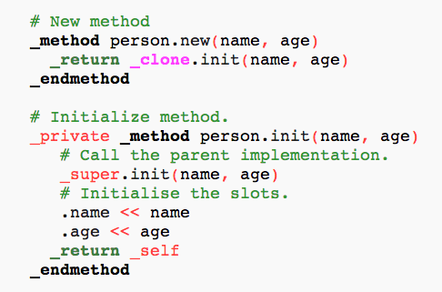 # New method
_method person.new(name, age)
_return _clone.init(name, age)
_endmethod
# Initialize method.
_private _method person.init(name, age)
# Call the parent implementation.
_super.init(name, age)
# Initialise the slots.
.name << name
.age << age
_return _self
_endmethod